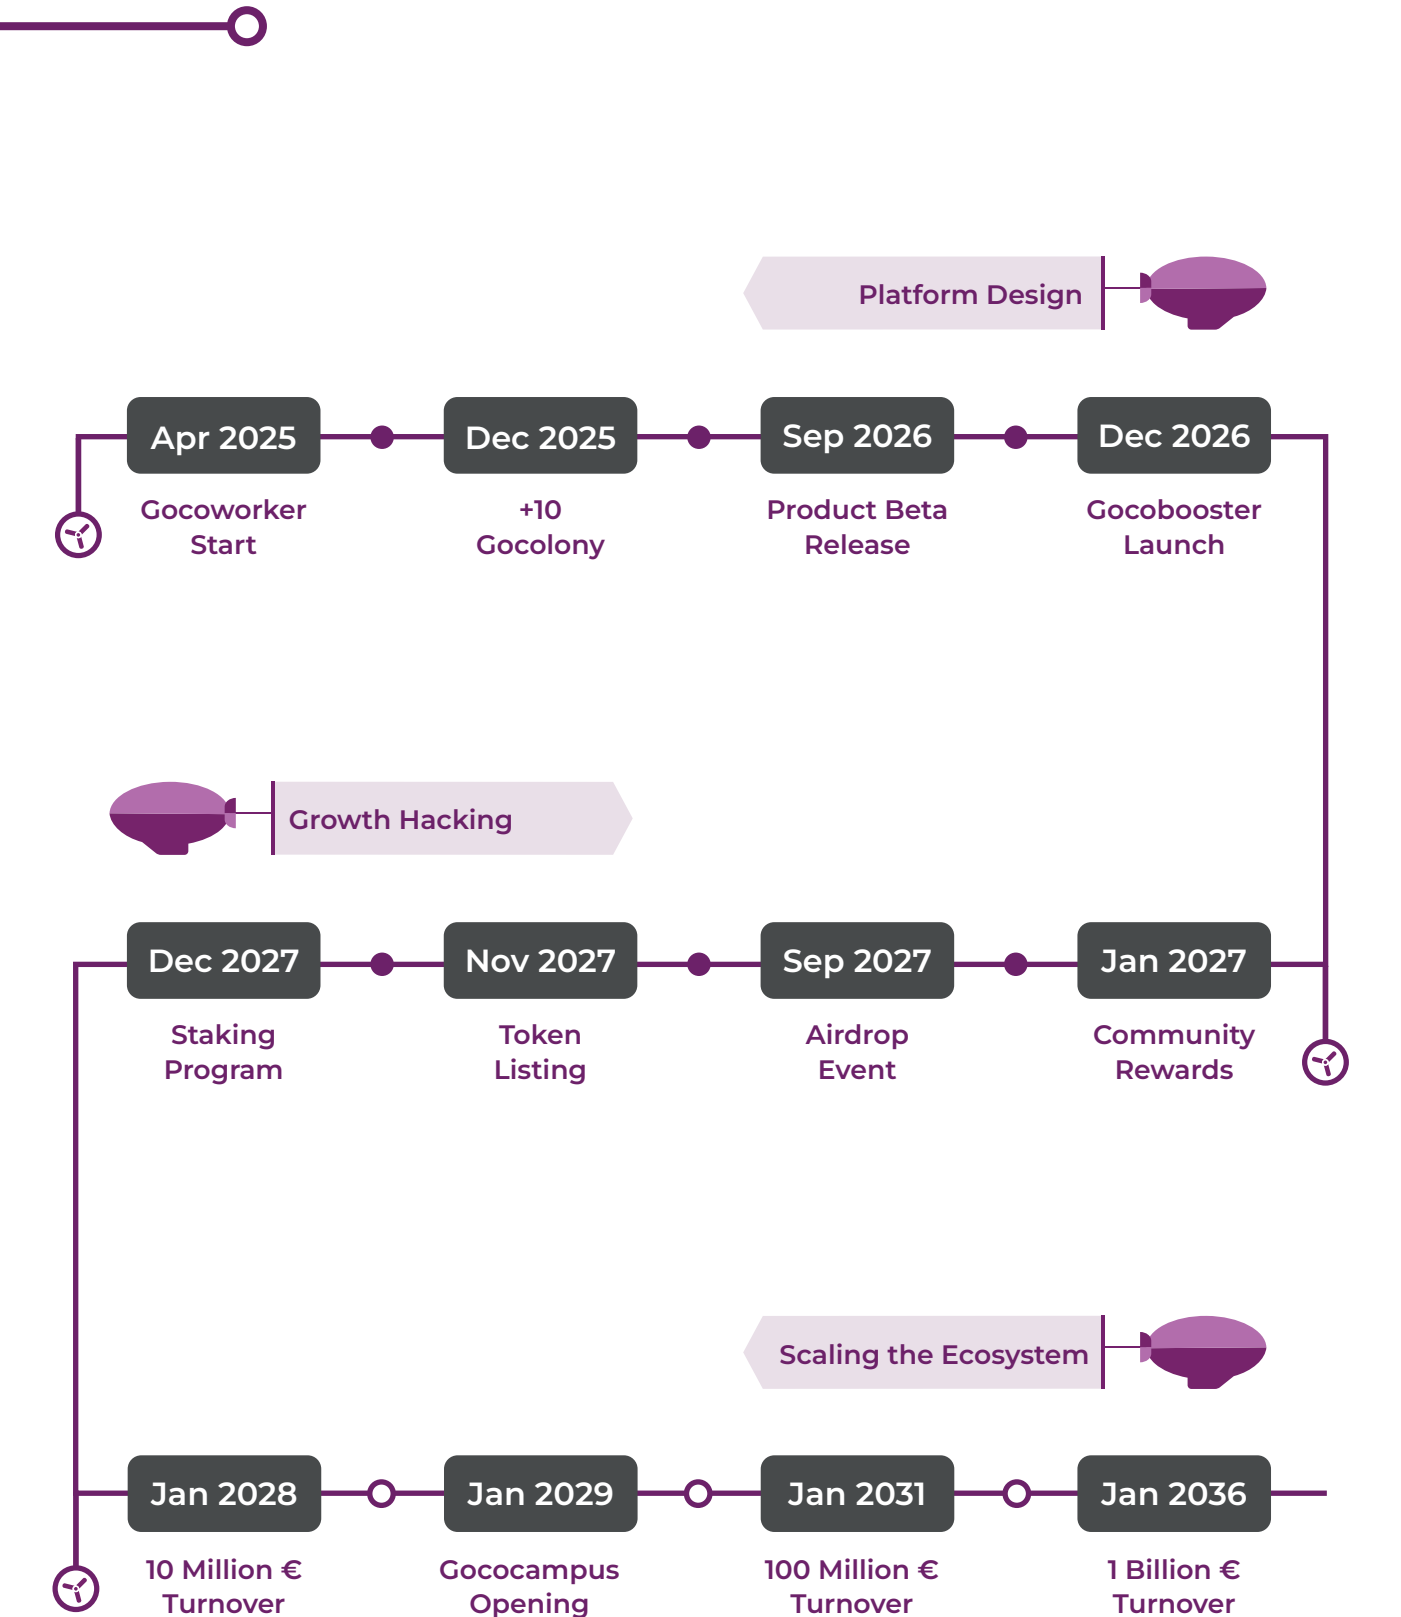 Platform Design
Apr 2025
Dec 2025
Sep 2026
Dec 2026
Gocoworker
Start
+10
Gocolony
Product Beta
Release
Gocobooster
Launch
Growth Hacking
Dec 2027
Nov 2027
Sep 2027
Jan 2027
Staking
Program
Token
Listing
Airdrop
Event
Community
Rewards
Scaling the Ecosystem
Jan 2028
Jan 2029
Jan 2031
Jan 2036
10 Million €
Turnover
Gococampus
Opening
100 Million €
Turnover
1 Billion €
Turnover